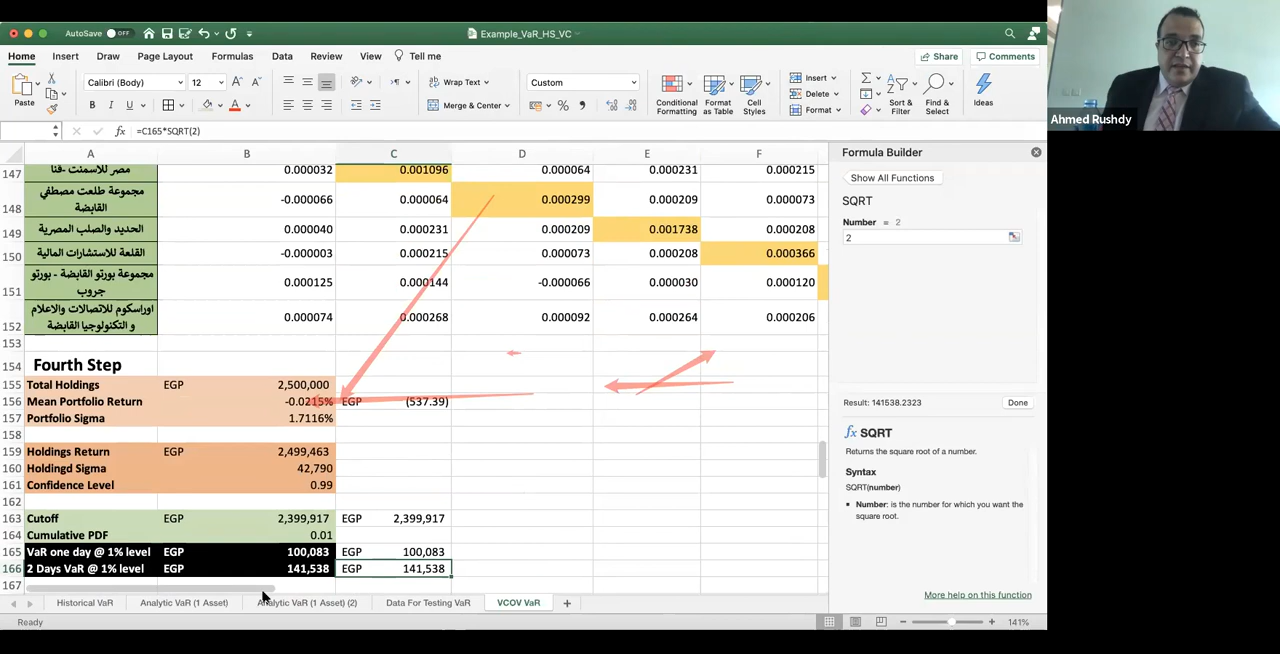 AutoSave OFF
Example_VaR_HS_VC
Home Insert Draw Page Layout Formulas Data Review View Tell me
Share Comments
Paste
Calibri (Body) 12
B I U
Wrap Text
Merge & Center
Custom
Conditional Formatting
Format as Table
Cell Styles
Insert
Delete
Format
Sort & Filter
Find & Select
Ideas
fx =C165*SQRT(2)
A B C D E F
147 مصر للاسمنت -قنا 0.000032 0.001096 0.000064 0.000231 0.000215
148 مجموعة طلعت مصطفي القابضة -0.000066 0.000064 0.000299 0.000209 0.000073
149 الحديد والصلب المصرية 0.000040 0.000231 0.000209 0.001738 0.000208
150 القلعة للاستشارات المالية -0.000003 0.000215 0.000073 0.000208 0.000366
151 مجموعة بورتو القابضة - بورتو جروب 0.000125 0.000144 -0.000066 0.000030 0.000120
152 اوراسكوم للاتصالات والاعلام و التكنولوجيا القابضة 0.000074 0.000268 0.000092 0.000264 0.000206
153
154 Fourth Step
155 Total Holdings EGP 2,500,000
156 Mean Portfolio Return -0.0215% EGP (537.39)
157 Portfolio Sigma 1.7116%
158
159 Holdings Return EGP 2,499,463
160 Holdingd Sigma 42,790
161 Confidence Level 0.99
162
163 Cutoff EGP 2,399,917 EGP 2,399,917
164 Cumulative PDF 0.01
165 VaR one day @ 1% level EGP 100,083 EGP 100,083
166 2 Days VaR @ 1% level EGP 141,538 EGP 141,538
167
Historical VaR Analytic VaR (1 Asset) Analytic VaR (1 Asset) (2) Data For Testing VaR VCOV VaR
Ready
141%
Formula Builder
Show All Functions
SQRT
Number = 2
2
Result: 141538.2323
Done
fx SQRT
Returns the square root of a number.
Syntax
SQRT(number)
Number: is the number for which you want the
square root.
More help on this function
Ahmed Rushdy